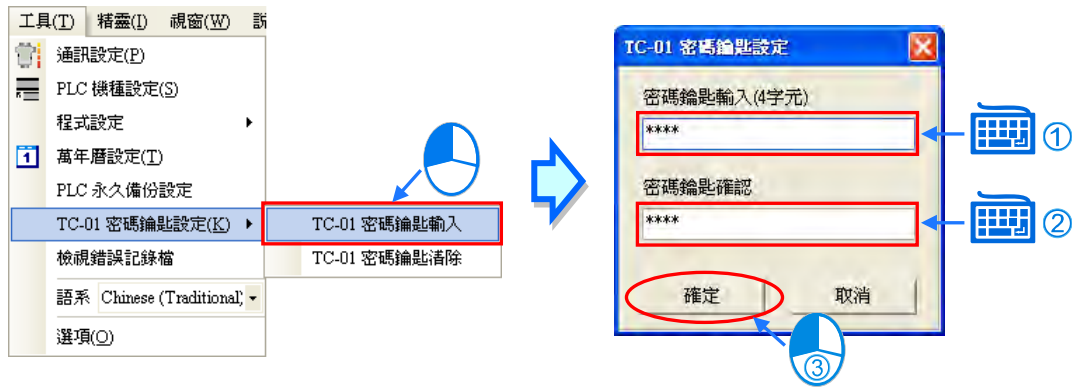 工具(T) 精靈(I) 視窗(W)
通訊設定(P)
PLC 機種設定(S)
程式設定
1 萬年曆設定(T)
PLC 永久備份設定
TC-01 密碼鑰匙設定(K)
檢視錯誤記錄檔
語系 Chinese (Traditional;
選項(O)
TC-01 密碼鑰匙輸入
TC-01 密碼鑰匙清除
TC-01 密碼鑰匙設定
密碼鑰匙輸入(4字元)
****
①
密碼鑰匙確認
****
②
確定 取消
③